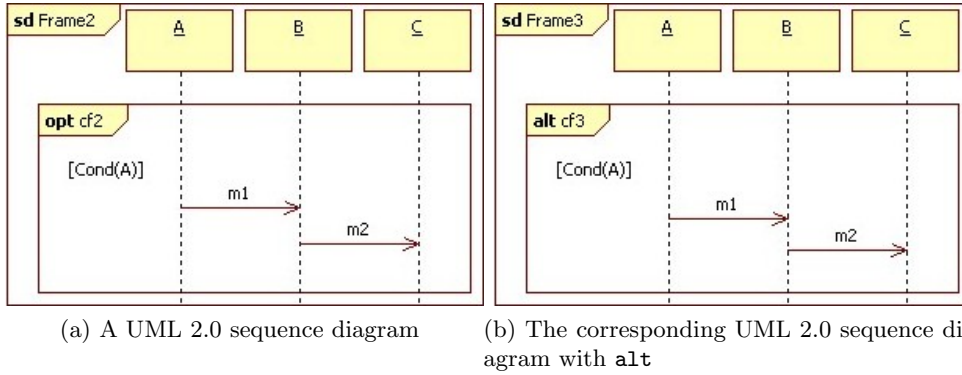 sd Frame2
A
B
C
opt cf2
[Cond(A)]
m1
m2
sd Frame3
A
B
C
alt cf3
[Cond(A)]
m1
m2
(a) A UML 2.0 sequence diagram
(b) The corresponding UML 2.0 sequence di
agram with alt